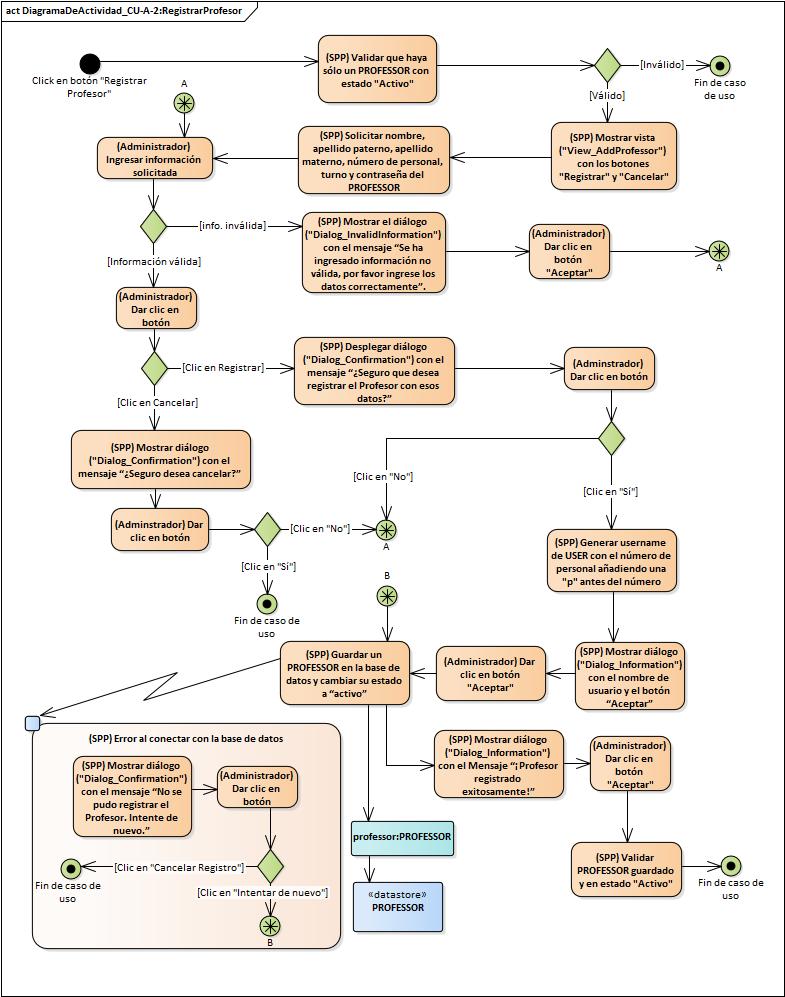 act DiagramaDeActividad_CU-A-2:RegistrarProfesor
Click en botón "Registrar
Profesor"
(SPP) Validar que haya
sólo un PROFESSOR con
estado "Activo"
[Inválido]
Fin de caso
de uso
[Válido]
A
(Administrador)
Ingresar información
solicitada
(SPP) Solicitar nombre,
apellido paterno, apellido
materno, número de personal,
turno y contraseña del
PROFESSOR
(SPP) Mostrar vista
("View_AddProfessor")
con los botones
"Registrar" y "Cancelar"
[info. inválida]
(SPP) Mostrar el diálogo
("Dialog_InvalidInformation")
con el mensaje “Se ha
ingresado información no
válida, por favor ingrese los
datos correctamente”.
(Administrador)
Dar clic en
botón
"Aceptar"
A
[Información válida]
(Administrador)
Dar clic en
botón
[Clic en Registrar]
(SPP) Desplegar diálogo
("Dialog_Confirmation") con el
mensaje “¿Seguro que desea
registrar el Profesor con esos
datos?”
(Adminstrador)
Dar clic en botón
[Clic en Cancelar]
(SPP) Mostrar diálogo
("Dialog_Confirmation") con el
mensaje “¿Seguro desea cancelar?”
[Clic en "No"]
[Clic en "Sí"]
(Adminstrador) Dar
clic en botón
[Clic en "No"]
A
[Clic en "Sí"]
Fin de caso de
uso
(SPP) Generar username
de USER con el número de
personal añadiendo una
"p" antes del número
B
(SPP) Guardar un
PROFESSOR en la base de
datos y cambiar su estado
a “activo”
(Administrador) Dar
clic en botón
"Aceptar"
(SPP) Mostrar diálogo
("Dialog_Information")
con el nombre de
usuario y el botón
“Aceptar”
(SPP) Error al conectar con la base de datos
(SPP) Mostrar diálogo
("Dialog_Confirmation")
con el mensaje “No se
pudo registrar el
Profesor. Intente de
nuevo.”
(Administrador)
Dar clic en
botón
[Clic en "Cancelar Registro"]
Fin de caso de
uso
[Clic en "Intentar de nuevo"]
B
(SPP) Mostrar diálogo
("Dialog_Information")
con el Mensaje “¡Profesor
registrado
exitosamente!”
(Administrador)
Dar clic en
botón
"Aceptar"
professor:PROFESSOR
«datastore»
PROFESSOR
(SPP) Validar
PROFESSOR guardado
y en estado "Activo"
Fin de caso de
uso